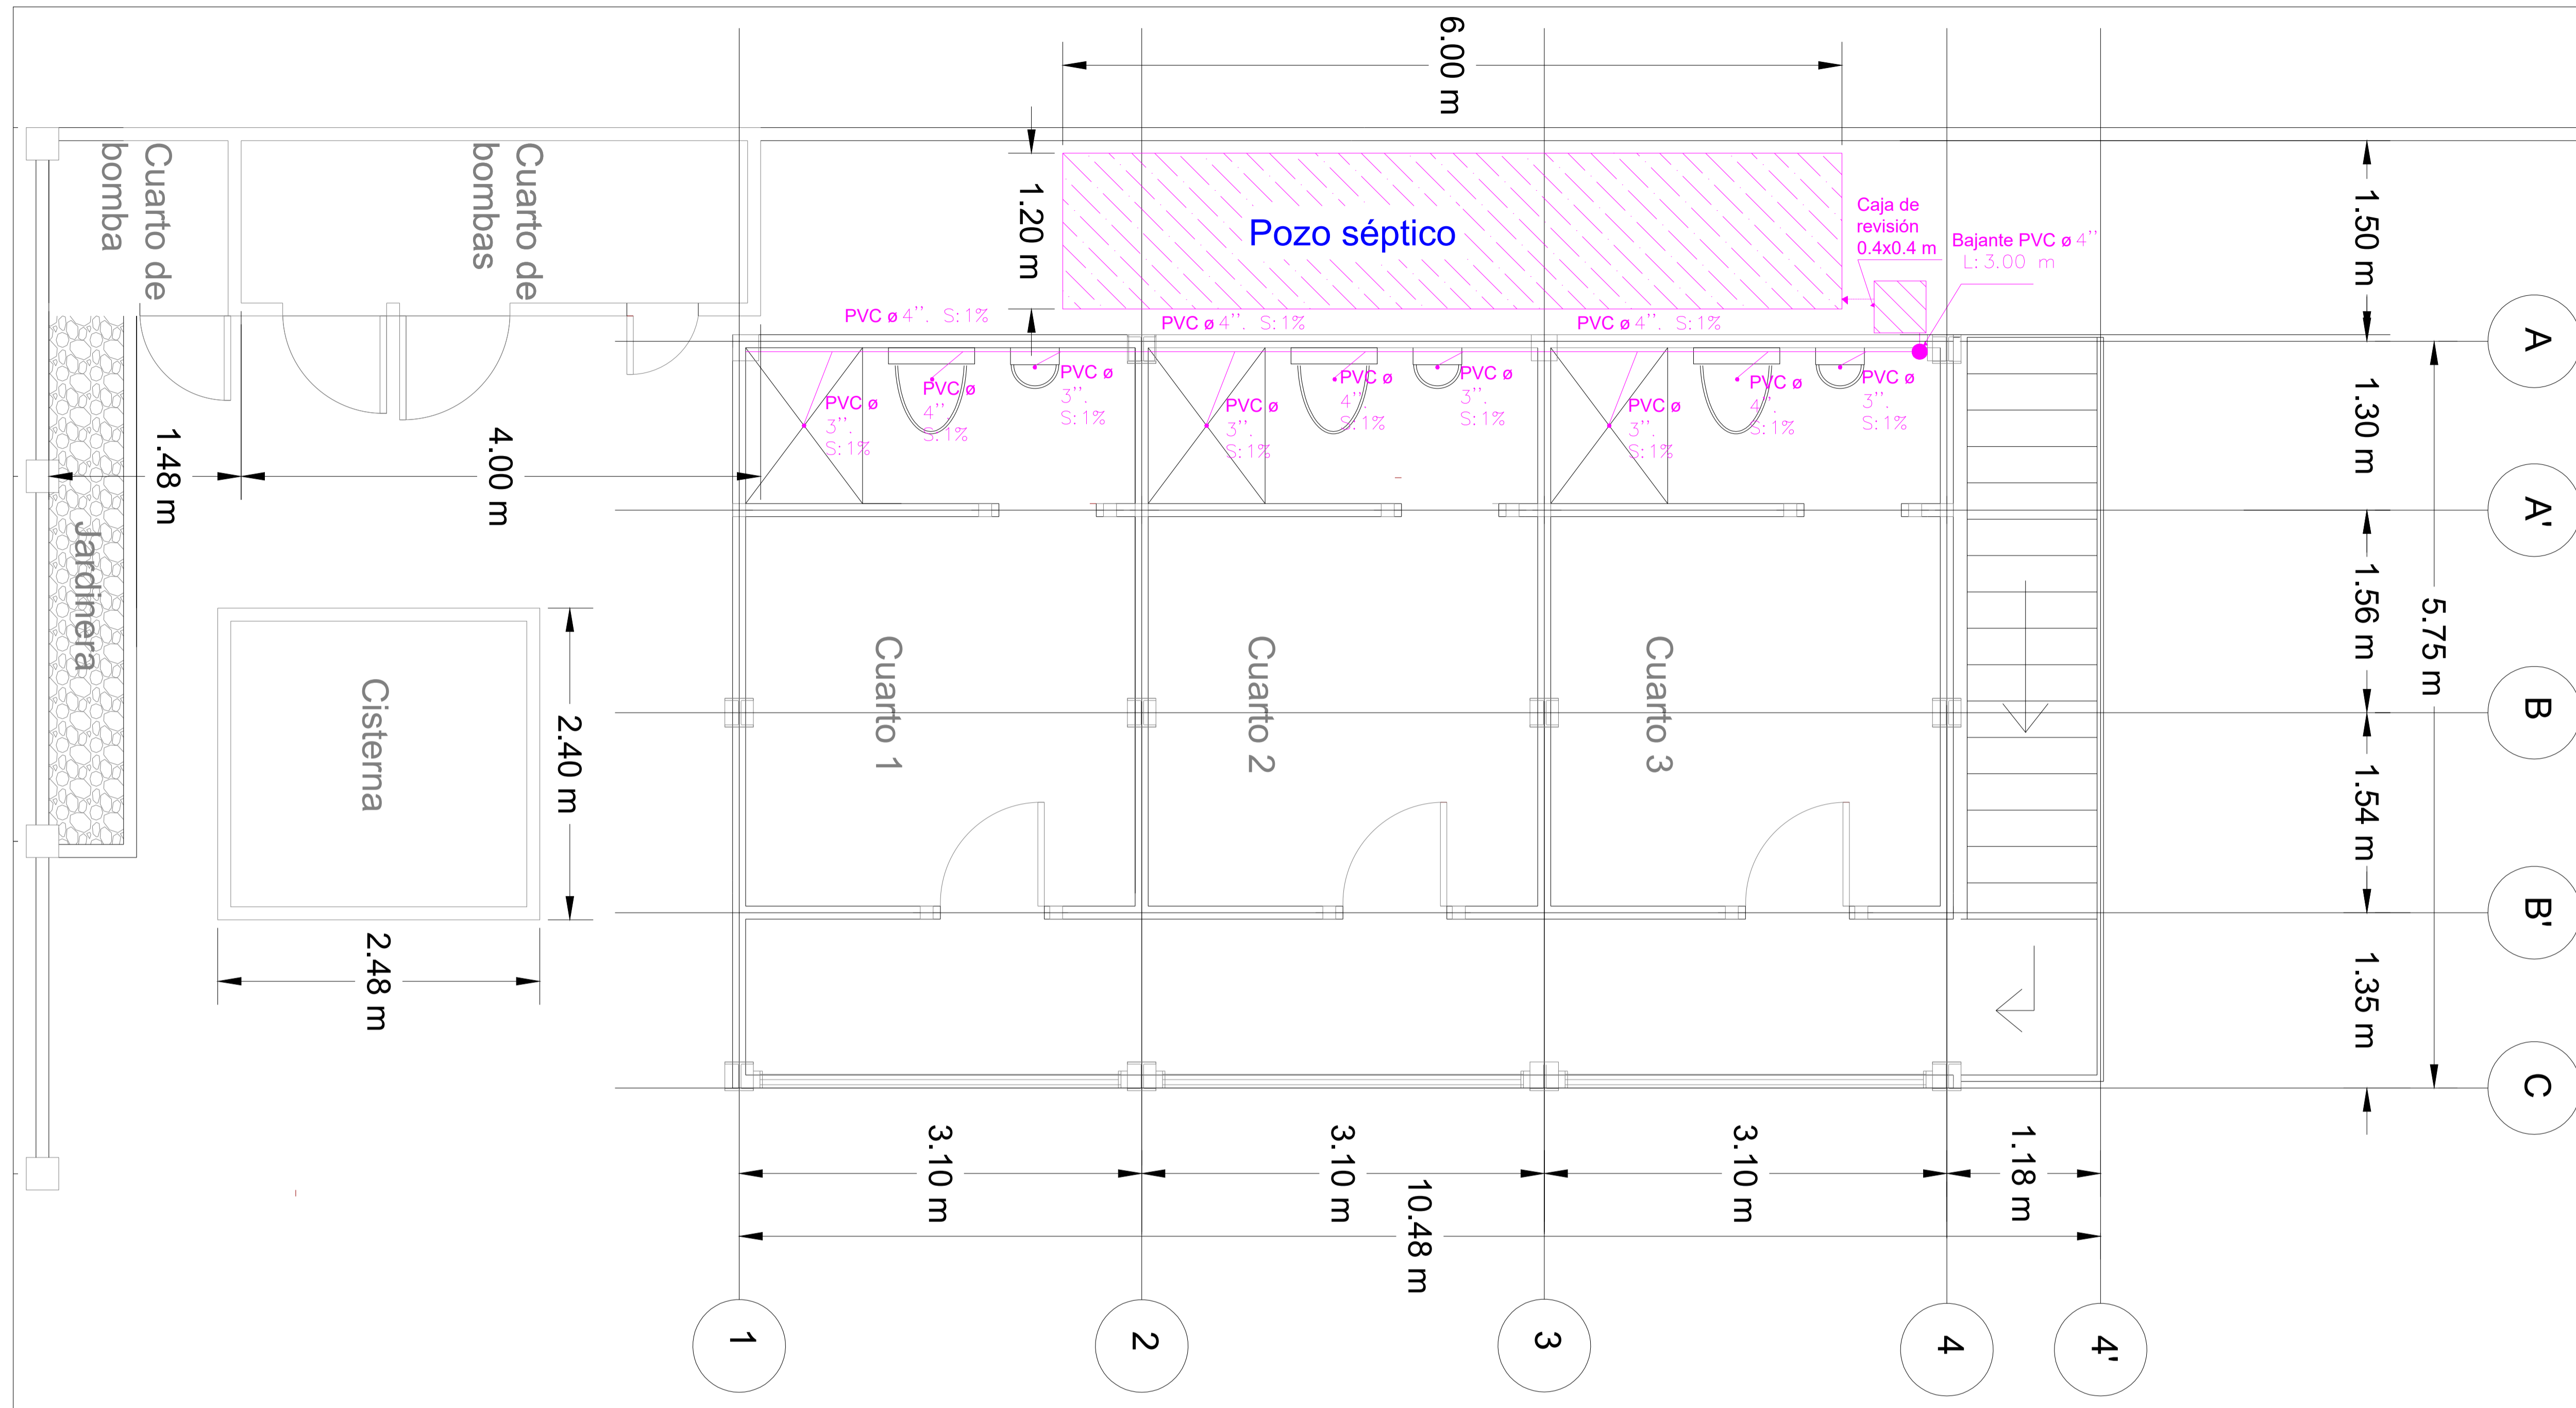 6.00 m
Cuarto de
bomba
Cuarto de
bombas
1.20 m
Pozo séptico
Caja de
revisión
0.4x0.4 m
Bajante PVC ø 4''
L: 3.00 m
1.50 m
PVC ø 4''. S: 1%
PVC ø 4''. S: 1%
PVC ø 4''. S: 1%
A
PVC ø
3''.
S: 1%
PVC ø
4''.
S: 1%
PVC ø
3''.
S: 1%
PVC ø
3''.
S: 1%
PVC ø
4''.
S: 1%
PVC ø
3''.
S: 1%
PVC ø
3''.
S: 1%
PVC ø
4''.
S: 1%
PVC ø
3''.
S: 1%
1.30 m
1.48 m
4.00 m
A'
Jardinera
1.56 m
5.75 m
Cisterna
2.40 m
Cuarto 1
Cuarto 2
Cuarto 3
B
1.54 m
B'
2.48 m
1.35 m
C
3.10 m
3.10 m
3.10 m
1.18 m
10.48 m
1
2
3
4
4'